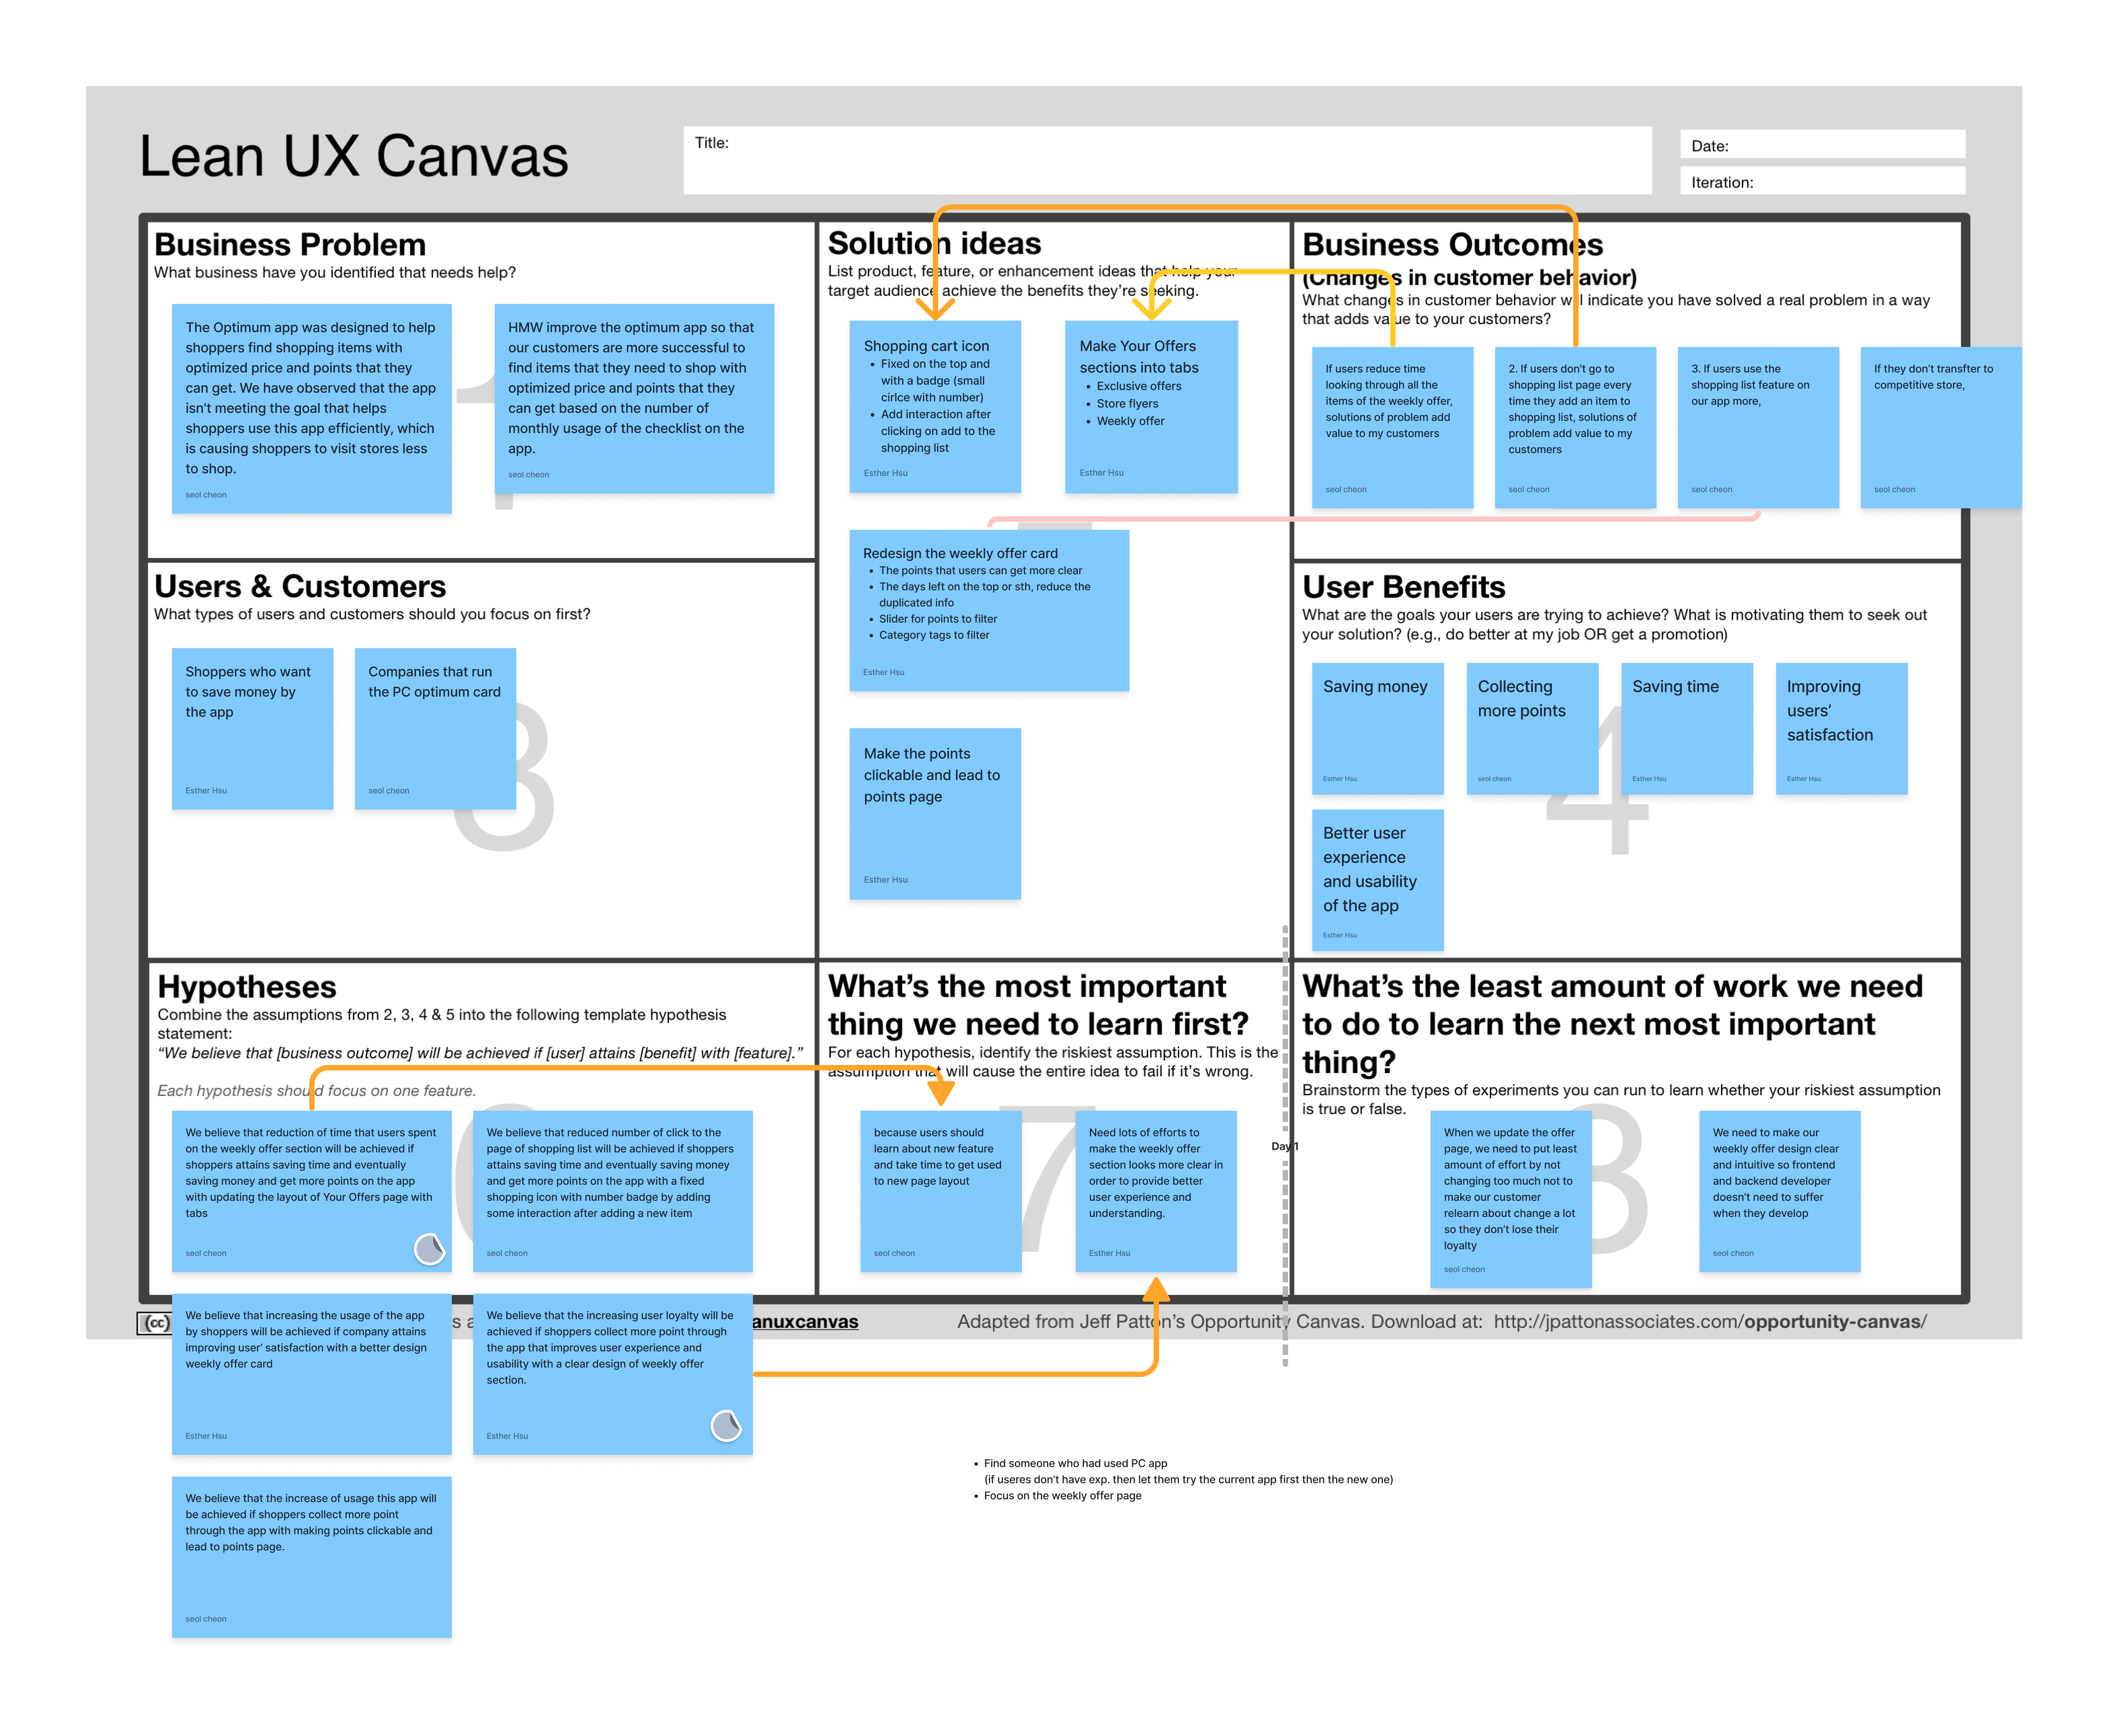 Lean UX Canvas
Title:
Date:
Iteration:
Business Problem
What business have you identified that needs help?
The Optimum app was designed to help
shoppers find shopping items with
optimized price and points that they
can get. We have observed that the app
isn't meeting the goal that helps
shoppers use this app efficiently, which
is causing shoppers to visit stores less
to shop.
seol cheon
HMW improve the optimum app so that
our customers are more successful to
find items that they need to shop with
optimized price and points that they
can get based on the number of
monthly usage of the checklist on the
app.
seol cheon
1
Solution ideas
List product, feature, or enhancement ideas that help your
target audience achieve the benefits they're seeking.
Shopping cart icon
• Fixed on the top and
with a badge (small
cirlce with number)
• Add interaction after
clicking on add to the
shopping list
Esther Hsu
Make Your Offers
sections into tabs
• Exclusive offers
• Store flyers
• Weekly offer
Esther Hsu
Redesign the weekly offer card
• The points that users can get more clear
• The days left on the top or sth, reduce the
duplicated info
• Slider for points to filter
• Category tags to filter
Esther Hsu
Make the points
clickable and lead to
points page
Esther Hsu
Business Outcomes
(Changes in customer behavior)
What changes in customer behavior will indicate you have solved a real problem in a way
that adds value to your customers?
If users reduce time
looking through all the
items of the weekly offer,
solutions of problem add
value to my customers
seol cheon
2. If users don't go to
shopping list page every
time they add an item to
shopping list, solutions of
problem add value to my
customers
seol cheon
3. If users use the
shopping list feature on
our app more,
seol cheon
If they don't transfter to
competitive store,
seol cheon
Users & Customers
What types of users and customers should you focus on first?
Shoppers who want
to save money by
the app
Esther Hsu
Companies that run
the PC optimum card
seol cheon
3
User Benefits
What are the goals your users are trying to achieve? What is motivating them to seek out
your solution? (e.g., do better at my job OR get a promotion)
Saving money
Esther Hsu
Collecting
more points
seol cheon
Saving time
Esther Hsu
Improving
users'
satisfaction
Esther Hsu
Better user
experience
and usability
of the app
Esther Hsu
4
Hypotheses
Combine the assumptions from 2, 3, 4 & 5 into the following template hypothesis
statement:
“We believe that [business outcome] will be achieved if [user] attains [benefit] with [feature].”
Each hypothesis should focus on one feature.
We believe that reduction of time that users spent
on the weekly offer section will be achieved if
shoppers attains saving time and eventually
saving money and get more points on the app
with updating the layout of Your Offers page with
tabs
seol cheon
We believe that reduced number of click to the
page of shopping list will be achieved if shoppers
attains saving time and eventually saving money
and get more points on the app with a fixed
shopping icon with number badge by adding
some interaction after adding a new item
seol cheon
We believe that increasing the usage of the app
by shoppers will be achieved if company attains
improving user' satisfaction with a better design
weekly offer card
Esther Hsu
We believe that the increasing user loyalty will be
achieved if shoppers collect more point through
the app that improves user experience and
usability with a clear design of weekly offer
section.
Esther Hsu
We believe that the increase of usage this app will
be achieved if shoppers collect more point
through the app with making points clickable and
lead to points page.
seol cheon
What's the most important
thing we need to learn first?
For each hypothesis, identify the riskiest assumption. This is the
assumption that will cause the entire idea to fail if it's wrong.
because users should
learn about new feature
and take time to get used
to new page layout
seol cheon
Need lots of efforts to
make the weekly offer
section looks more clear in
order to provide better
user experience and
understanding.
Esther Hsu
7
Day 1
What's the least amount of work we need
to do to learn the next most important
thing?
Brainstorm the types of experiments you can run to learn whether your riskiest assumption
is true or false.
When we update the offer
page, we need to put least
amount of effort by not
changing too much not to
make our customer
relearn about change a lot
so they don't lose their
loyalty
seol cheon
We need to make our
weekly offer design clear
and intuitive so frontend
and backend developer
doesn't need to suffer
when they develop
seol cheon
8
(cc)
anuxcanvas
Adapted from Jeff Patton's Opportunity Canvas. Download at: http://jpattonassociates.com/opportunity-canvas/
• Find someone who had used PC app
(if useres don't have exp. then let them try the current app first then the new one)
• Focus on the weekly offer page